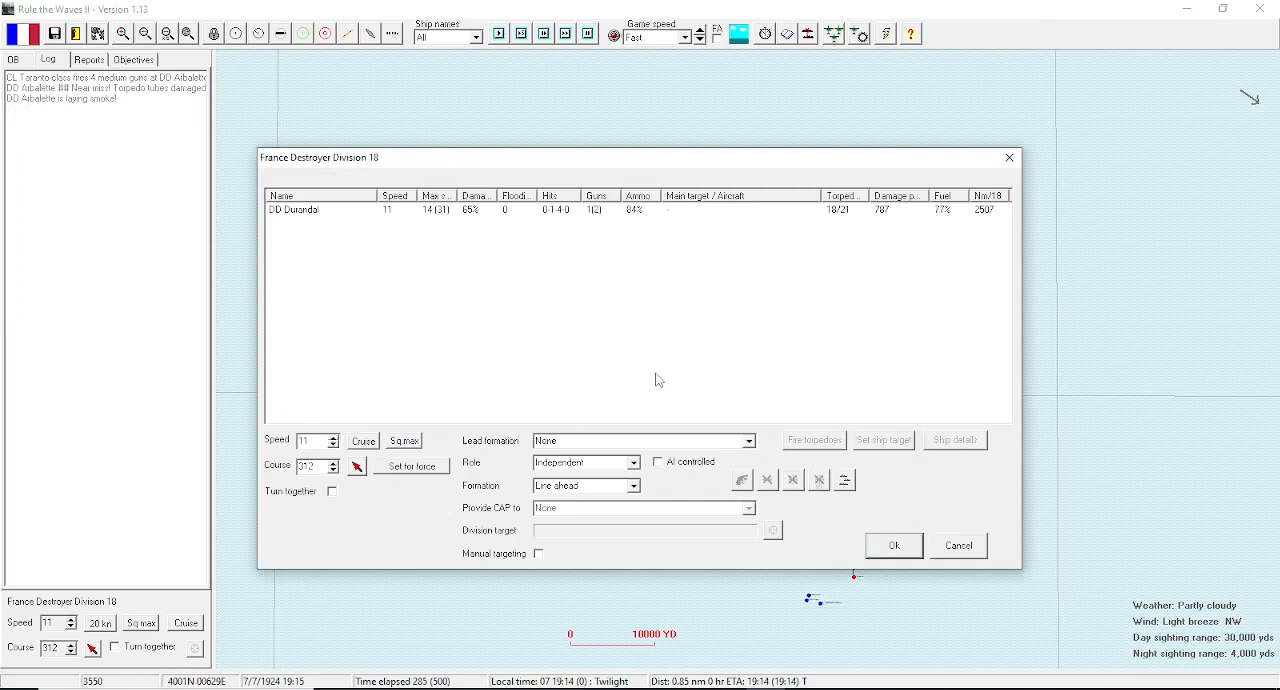 Rule the Waves II - Version 1.13
Ship names
All
Game speed
Fast
FA
?
OB
Log
Reports
Objectives
CL Taranto-class fires 4 medium guns at DD Arbalette
DD Arbalette ## Near miss! Torpedo tubes damaged
DD Arbalette is laying smoke!
France Destroyer Division 18
Name Speed Max s... Dama... Floodi... Hits Guns Ammo Main target / Aircraft Torped... Damage p... Fuel Nm/18
DD Durandal 11 14 (31) 65% 0 0-1-4-0 1(2) 84% - 18/21 787 77% 2507
Speed 11 Cruise Sq max
Course 312 Set for force
Turn together
Lead formation None
Role Independent AI controlled
Formation Line ahead
Provide CAP to None
Division target
Manual targeting
Fire torpedoes Set ship target Ship details
Ok Cancel
France Destroyer Division 18
Speed 11 20 kn Sq max Cruise
Course 312 Turn together
0 10000 YD
Weather: Partly cloudy
Wind: Light breeze NW
Day sighting range: 30,000 yds
Night sighting range: 4,000 yds
3550 4001N 00629E 7/7/1924 19:15 Time elapsed 285 (500) Local time: 07 19:14 (0) : Twilight Dist: 0.85 nm 0 hr ETA: 19:14 (19:14) T